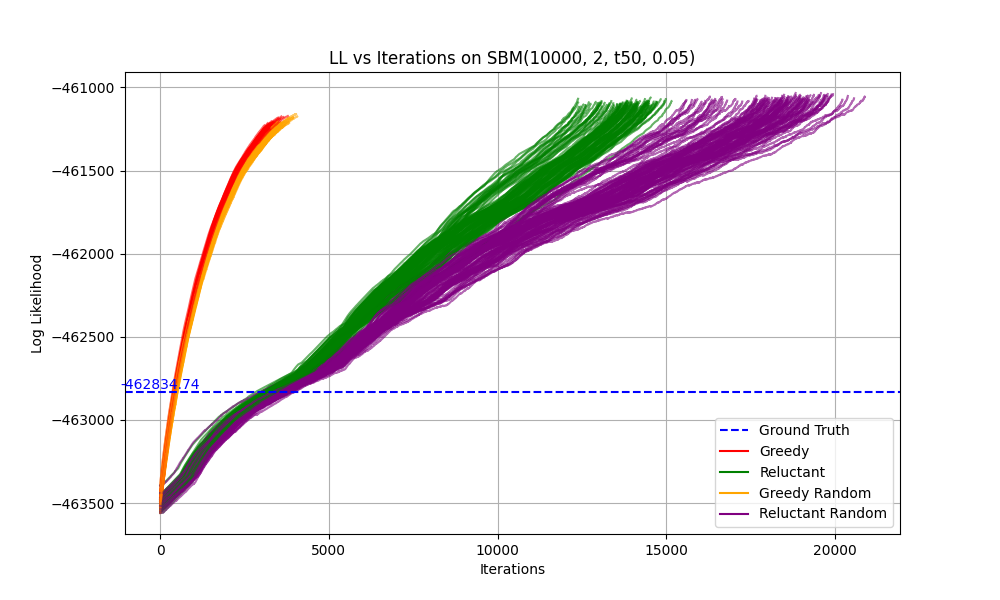 LL vs Iterations on SBM(10000, 2, t50, 0.05)
Log Likelihood
−461000
−461500
−462000
−462500
−463000
−463500
-462834.74
Ground Truth
Greedy
Reluctant
Greedy Random
Reluctant Random
0 5000 10000 15000 20000
Iterations